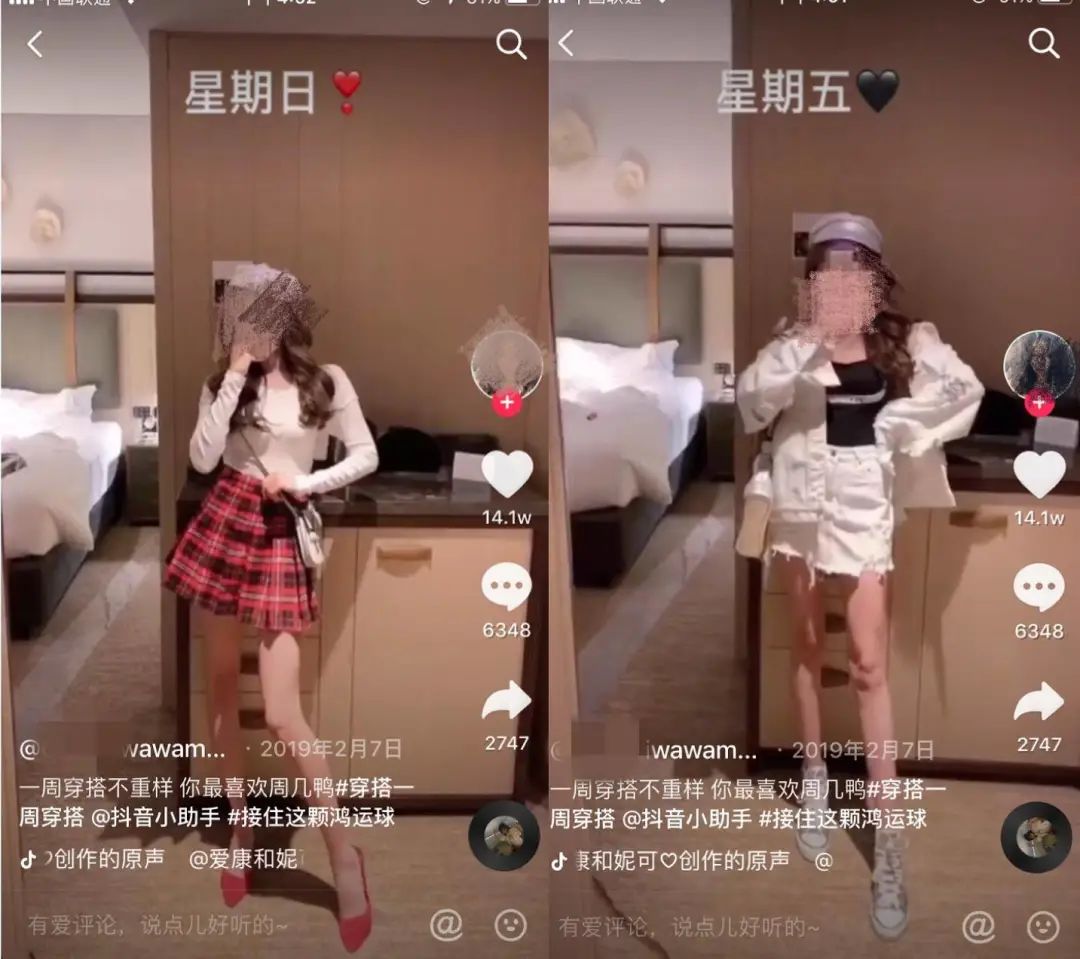 星期日
14.1w
6348
2747
wawam... · 2019年2月7日
一周穿搭不重样 你最喜欢周几鸭#穿搭一
周穿搭 @抖音小助手 #接住这颗鸿运球
创作的原声 @爱康和妮
有爱评论，说点儿好听的~
星期五
14.1w
6348
2747
iwawam... · 2019年2月7日
一周穿搭不重样 你最喜欢周几鸭#穿搭一
周穿搭 @抖音小助手 #接住这颗鸿运球
康和妮可♡创作的原声 @
有爱评论，说点儿好听的~